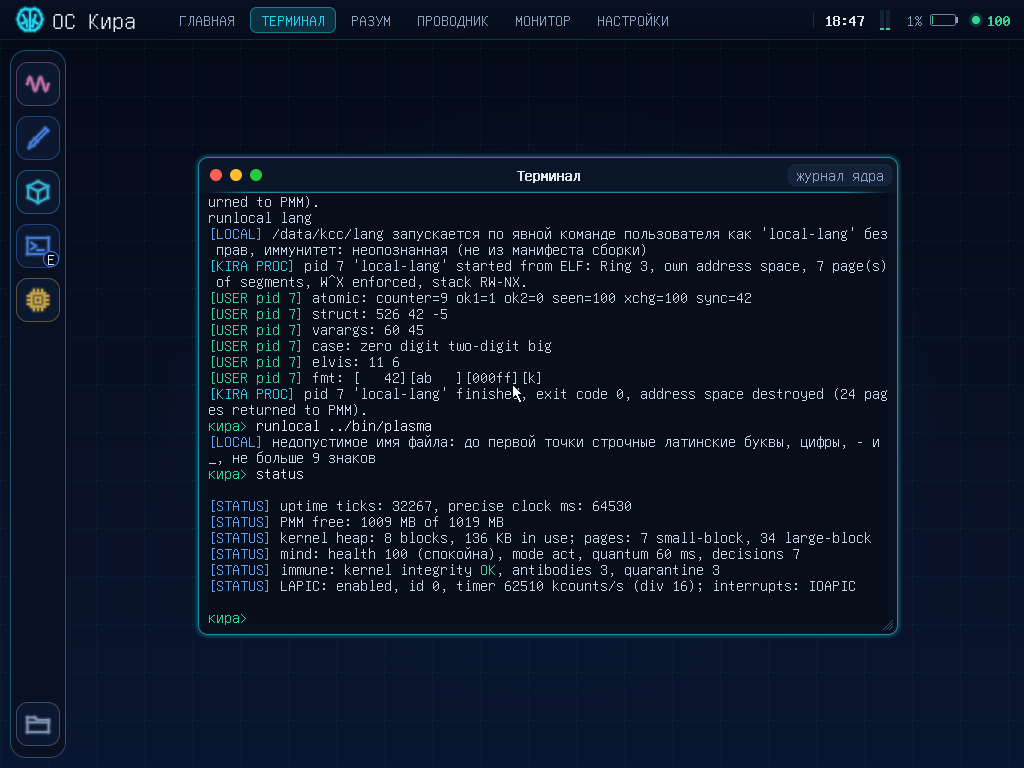 ОС Кира
ГЛАВНАЯ ТЕРМИНАЛ РАЗУМ ПРОВОДНИК МОНИТОР НАСТРОЙКИ
18:47 1% 100
E
Терминал
журнал ядра
urned to PMM).
runlocal lang
[LOCAL] /data/kcc/lang запускается по явной команде пользователя как 'local-lang' без
прав, иммунитет: неопознанная (не из манифеста сборки)
[KIRA PROC] pid 7 'local-lang' started from ELF: Ring 3, own address space, 7 page(s)
of segments, W^X enforced, stack RW-NX.
[USER pid 7] atomic: counter=9 ok1=1 ok2=0 seen=100 xchg=100 sync=42
[USER pid 7] struct: 526 42 -5
[USER pid 7] varargs: 60 45
[USER pid 7] case: zero digit two-digit big
[USER pid 7] elvis: 11 6
[USER pid 7] fmt: [   42][ab   ][000ff][k]
[KIRA PROC] pid 7 'local-lang' finished, exit code 0, address space destroyed (24 pag
es returned to PMM).
кира> runlocal ../bin/plasma
[LOCAL] недопустимое имя файла: до первой точки строчные латинские буквы, цифры, - и
_, не больше 9 знаков
кира> status
[STATUS] uptime ticks: 32267, precise clock ms: 64530
[STATUS] PMM free: 1009 MB of 1019 MB
[STATUS] kernel heap: 8 blocks, 136 KB in use; pages: 7 small-block, 34 large-block
[STATUS] mind: health 100 (спокойна), mode act, quantum 60 ms, decisions 7
[STATUS] immune: kernel integrity OK, antibodies 3, quarantine 3
[STATUS] LAPIC: enabled, id 0, timer 62510 kcounts/s (div 16); interrupts: IOAPIC
кира>